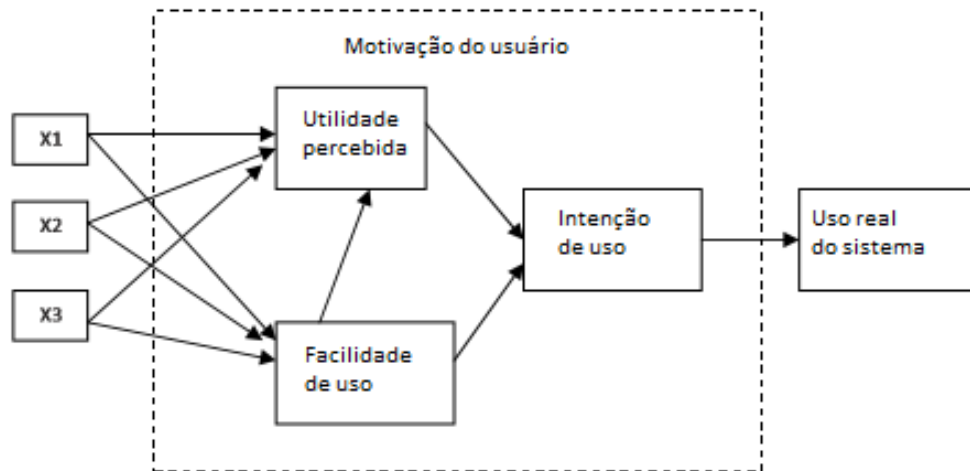 Motivação do usuário
X1
X2
X3
Utilidade
percebida
Facilidade
de uso
Intenção
de uso
Uso real
do sistema